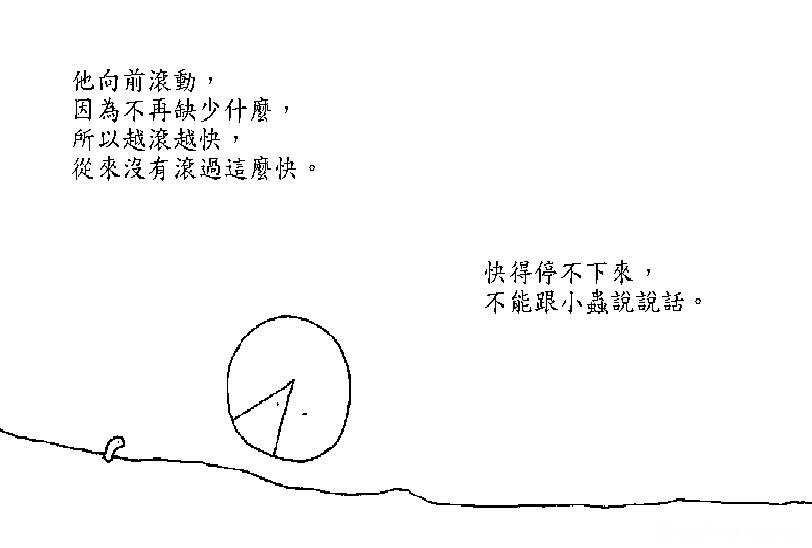 他向前滾動，
因為不再缺少什麼，
所以越滾越快，
從來沒有滾過這麼快。
快得停不下來，
不能跟小蟲說說話。